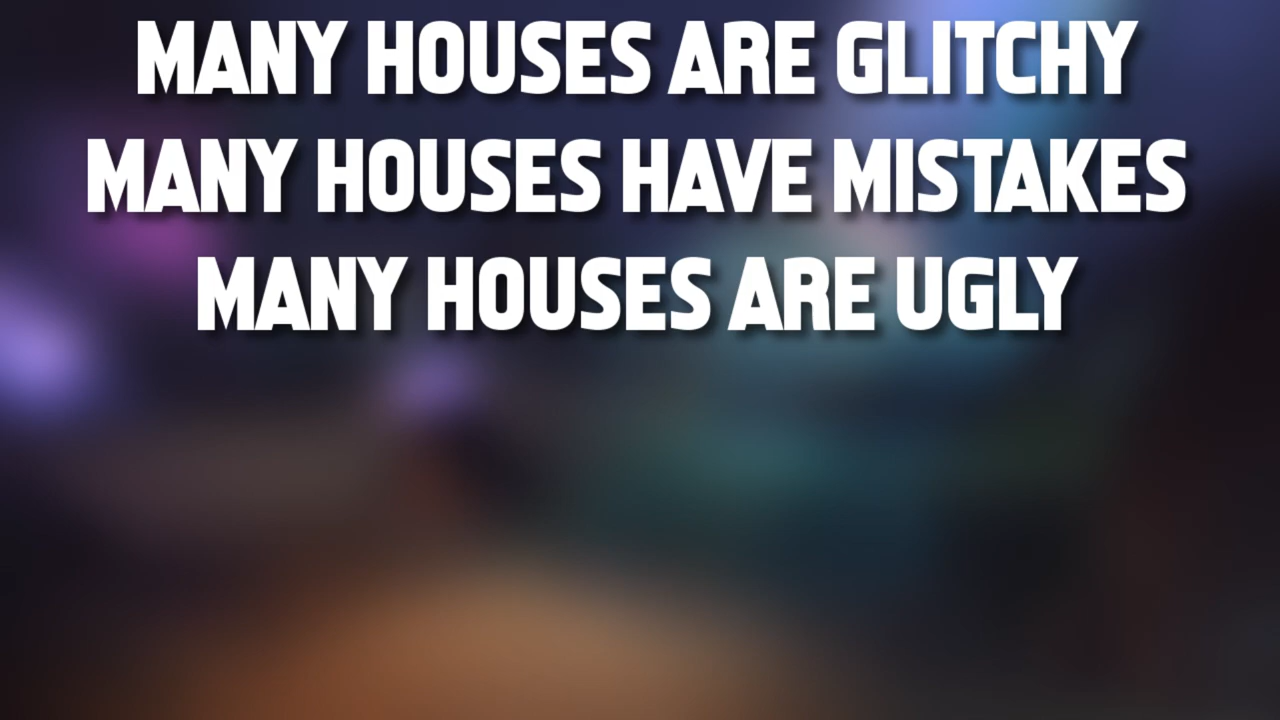 MANY HOUSES ARE GLITCHY
MANY HOUSES HAVE MISTAKES
MANY HOUSES ARE UGLY